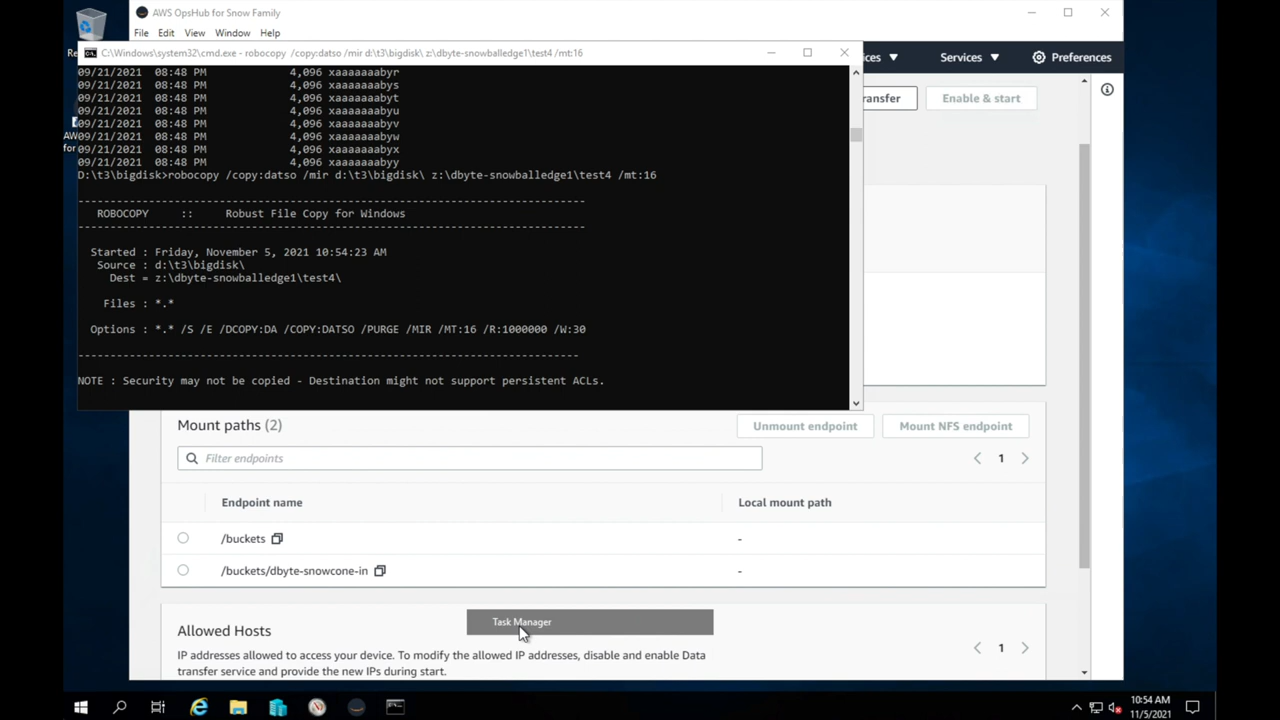 AWS OpsHub for Snow Family
File Edit View Window Help
C:\Windows\system32\cmd.exe - robocopy /copy:datso /mir d:\t3\bigdisk\ z:\dbyte-snowballedge1\test4 /mt:16
Services Preferences
Enable & start
09/21/2021 08:48 PM 4,096 xaaaaaaabyr
09/21/2021 08:48 PM 4,096 xaaaaaaabys
09/21/2021 08:48 PM 4,096 xaaaaaaabyt
09/21/2021 08:48 PM 4,096 xaaaaaaabyu
09/21/2021 08:48 PM 4,096 xaaaaaaabyv
09/21/2021 08:48 PM 4,096 xaaaaaaabyw
09/21/2021 08:48 PM 4,096 xaaaaaaabyx
09/21/2021 08:48 PM 4,096 xaaaaaaabyy
D:\t3\bigdisk>robocopy /copy:datso /mir d:\t3\bigdisk\ z:\dbyte-snowballedge1\test4 /mt:16
-------------------------------------------------------------------------------
ROBOCOPY :: Robust File Copy for Windows
-------------------------------------------------------------------------------
Started : Friday, November 5, 2021 10:54:23 AM
Source : d:\t3\bigdisk\
Dest = z:\dbyte-snowballedge1\test4\
Files : *.*
Options : *.* /S /E /DCOPY:DA /COPY:DATSO /PURGE /MIR /MT:16 /R:1000000 /W:30
------------------------------------------------------------------------------
NOTE : Security may not be copied - Destination might not support persistent ACLs.
Mount paths (2)
Unmount endpoint
Mount NFS endpoint
Filter endpoints
1
Endpoint name Local mount path
/buckets -
/buckets/dbyte-snowcone-in -
Task Manager
Allowed Hosts
1
IP addresses allowed to access your device. To modify the allowed IP addresses, disable and enable Data
transfer service and provide the new IPs during start.
10:54 AM
11/5/2021